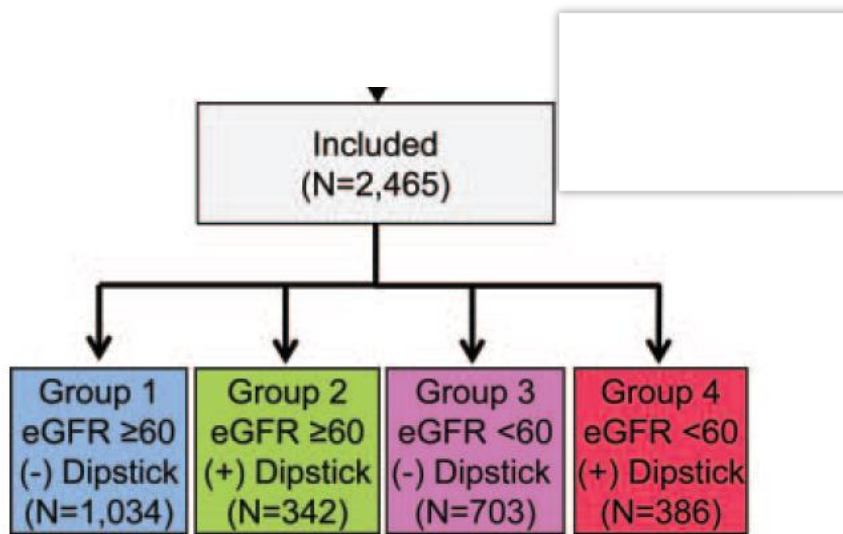 Included
(N=2,465)
Group 1
eGFR ≥60
(-) Dipstick
(N=1,034)
Group 2
eGFR ≥60
(+) Dipstick
(N=342)
Group 3
eGFR <60
(-) Dipstick
(N=703)
Group 4
eGFR <60
(+) Dipstick
(N=386)